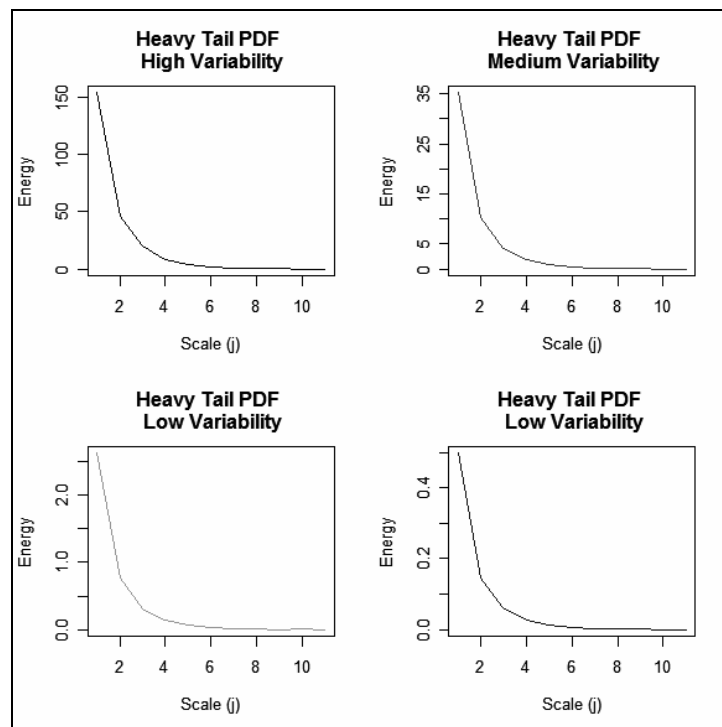 Heavy Tail PDF
High Variability
Energy
150
100
50
0
2 4 6 8 10
Scale (j)
Heavy Tail PDF
Medium Variability
Energy
35
25
15
5
0
2 4 6 8 10
Scale (j)
Heavy Tail PDF
Low Variability
Energy
2.0
1.0
0.0
2 4 6 8 10
Scale (j)
Heavy Tail PDF
Low Variability
Energy
0.4
0.2
0.0
2 4 6 8 10
Scale (j)